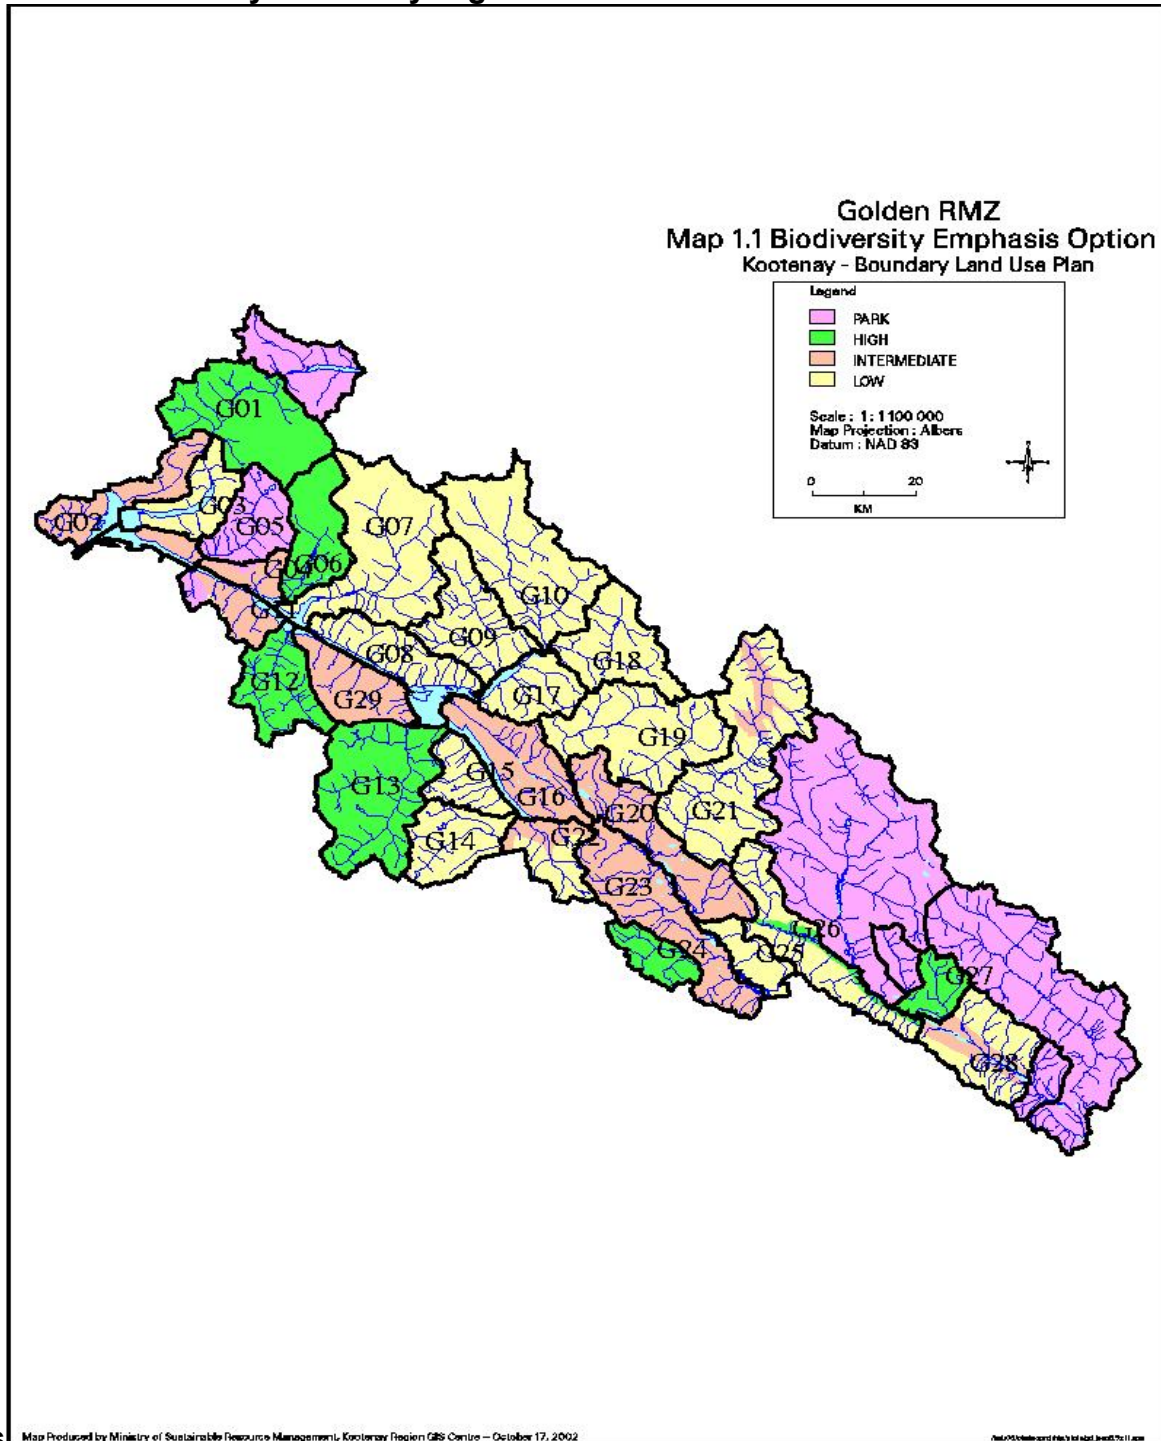 Golden RMZ
Map 1.1 Biodiversity Emphasis Option
Kootenay - Boundary Land Use Plan
Legend
PARK
HIGH
INTERMEDIATE
LOW
Scale : 1 : 1 100 000
Map Projection : Albers
Datum : NAD 83
0 20
KM
G01
G02
G03
G05
G07
G06
G10
G09
G08
G18
G12
G29
G17
G19
G13
G15
G16
G20
G21
G14
G22
G23
G24
G25
G26
G27
G28
Map Produced by Ministry of Sustainable Resource Management, Kootenay Region GIS Centre – October 17, 2002